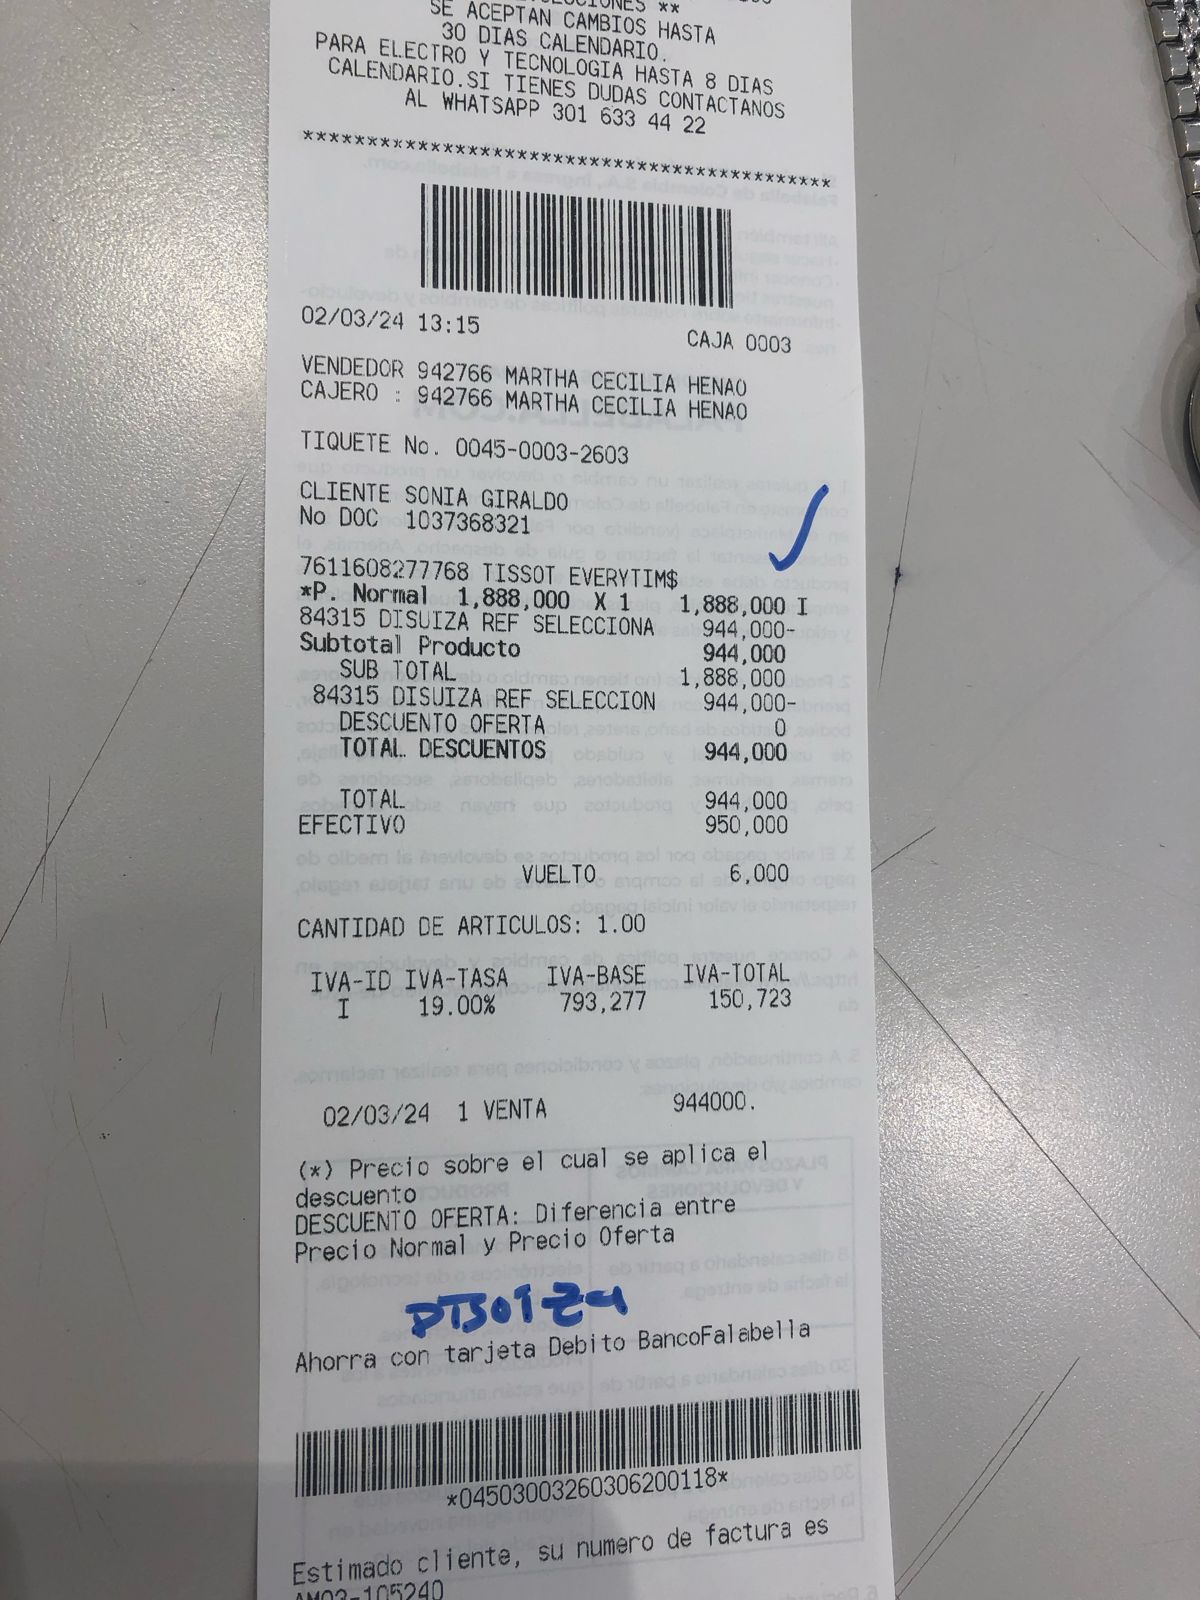 SE ACEPTAN CAMBIOS HASTA
30 DIAS CALENDARIO.
PARA ELECTRO Y TECNOLOGIA HASTA 8 DIAS
CALENDARIO.SI TIENES DUDAS CONTACTANOS
AL WHATSAPP 301 633 44 22
*****************************************
02/03/24 13:15 CAJA 0003
VENDEDOR 942766 MARTHA CECILIA HENAO
CAJERO : 942766 MARTHA CECILIA HENAO
TIQUETE No. 0045-0003-2603
CLIENTE SONIA GIRALDO
No DOC 1037368321
7611608277768 TISSOT EVERYTIM$
*P. Normal 1,888,000 X 1 1,888,000 I
84315 DISUIZA REF SELECCIONA 944,000-
Subtotal Producto 944,000
SUB TOTAL 1,888,000
84315 DISUIZA REF SELECCION 944,000-
DESCUENTO OFERTA 0
TOTAL DESCUENTOS 944,000
TOTAL 944,000
EFECTIVO 950,000
VUELTO 6,000
CANTIDAD DE ARTICULOS: 1.00
IVA-ID IVA-TASA IVA-BASE IVA-TOTAL
I 19.00% 793,277 150,723
02/03/24 1 VENTA 944000.
(*) Precio sobre el cual se aplica el
descuento
DESCUENTO OFERTA: Diferencia entre
Precio Normal y Precio Oferta
Ahorra con tarjeta Debito BancoFalabella
*04503003260306200118*
Estimado cliente, su numero de factura es
AM03-105240